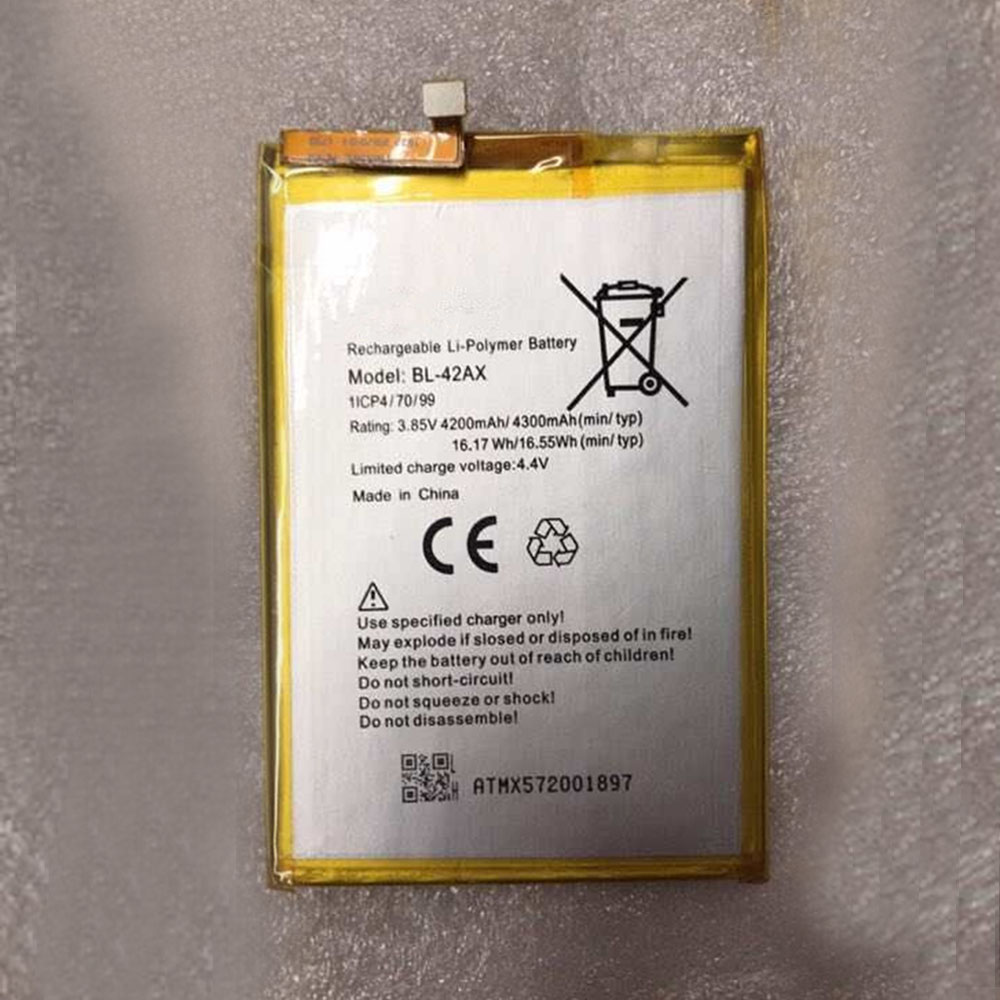 Rechargeable Li-Polymer Battery
Model: BL-42AX
1ICP4/70/99
Rating: 3.85V 4200mAh/ 4300mAh(min/ typ)
16.17 Wh/16.55Wh (min/ typ)
Limited charge voltage:4.4V
Made in China
CE
Use specified charger only!
May explode if slosed or disposed of in fire!
Keep the battery out of reach of children!
Do not short-circuit!
Do not squeeze or shock!
Do not disassemble!
ATMX572001897